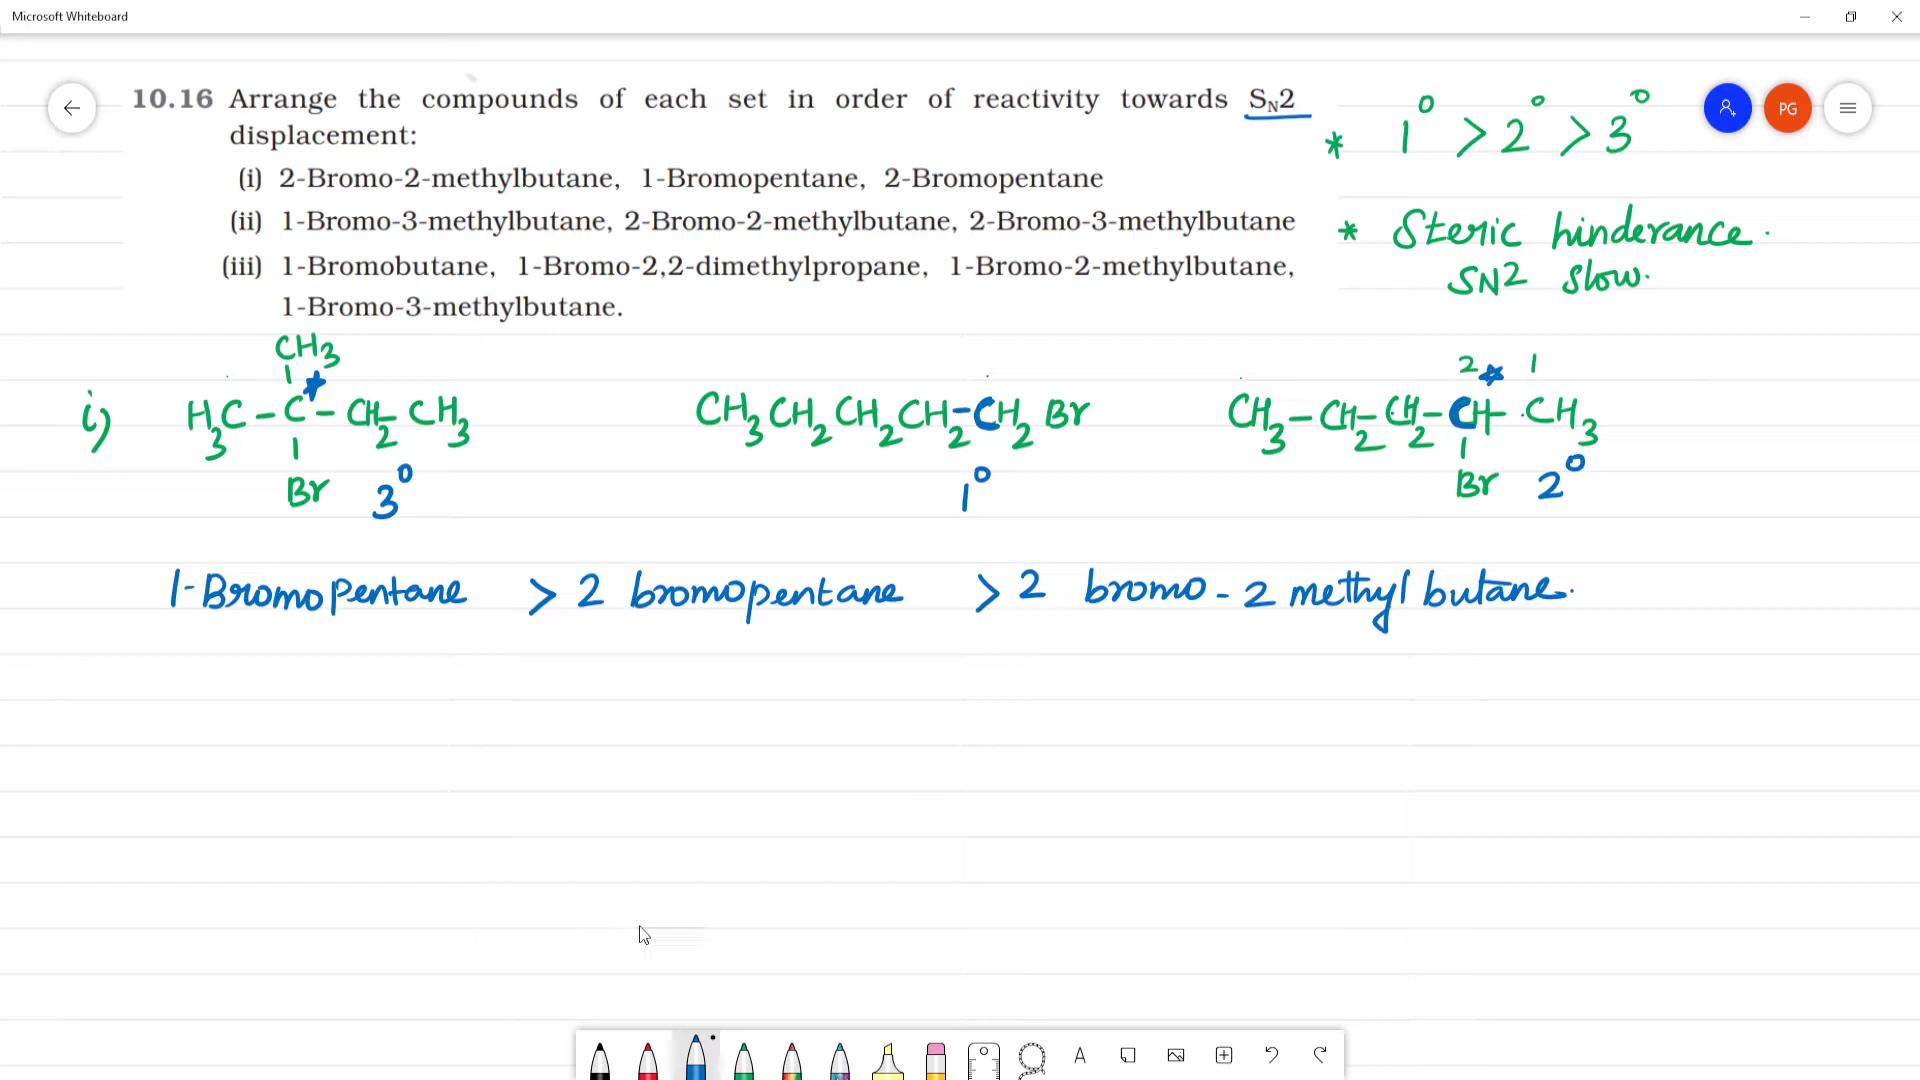 Microsoft Whiteboard
10.16 Arrange the compounds of each set in order of reactivity towards SN2
displacement:
(i) 2-Bromo-2-methylbutane, 1-Bromopentane, 2-Bromopentane
(ii) 1-Bromo-3-methylbutane, 2-Bromo-2-methylbutane, 2-Bromo-3-methylbutane
(iii) 1-Bromobutane, 1-Bromo-2,2-dimethylpropane, 1-Bromo-2-methylbutane,
1-Bromo-3-methylbutane.
* 1° > 2° > 3°
PG
* Steric hinderance.
SN2 slow.
CH3
2 1
i) H3C - C - CH2 - CH3
CH3CH2CH2CH2-CH2Br
CH3-CH2-CH2-CH-CH3
Br 3°
1°
Br 2°
1-Bromopentane > 2 bromopentane > 2 bromo - 2 methyl butane.
A